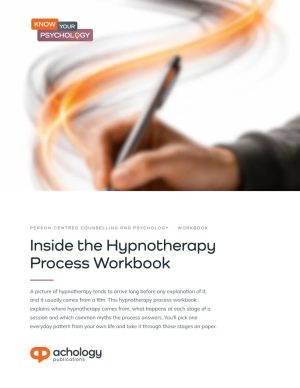 KNOW YOUR
PSYCHOLOGY
PERSON-CENTRED COUNSELLING AND PSYCHOLOGY WORKBOOK
Inside the Hypnotherapy
Process Workbook
A picture of hypnotherapy tends to arrive long before any explanation of it,
and it usually comes from a film. This hypnotherapy process workbook
explains where hypnotherapy comes from, what happens at each stage of a
session and which common myths the process answers. You'll pick one
everyday pattern from your own life and take it through those stages on paper.
achology
publications